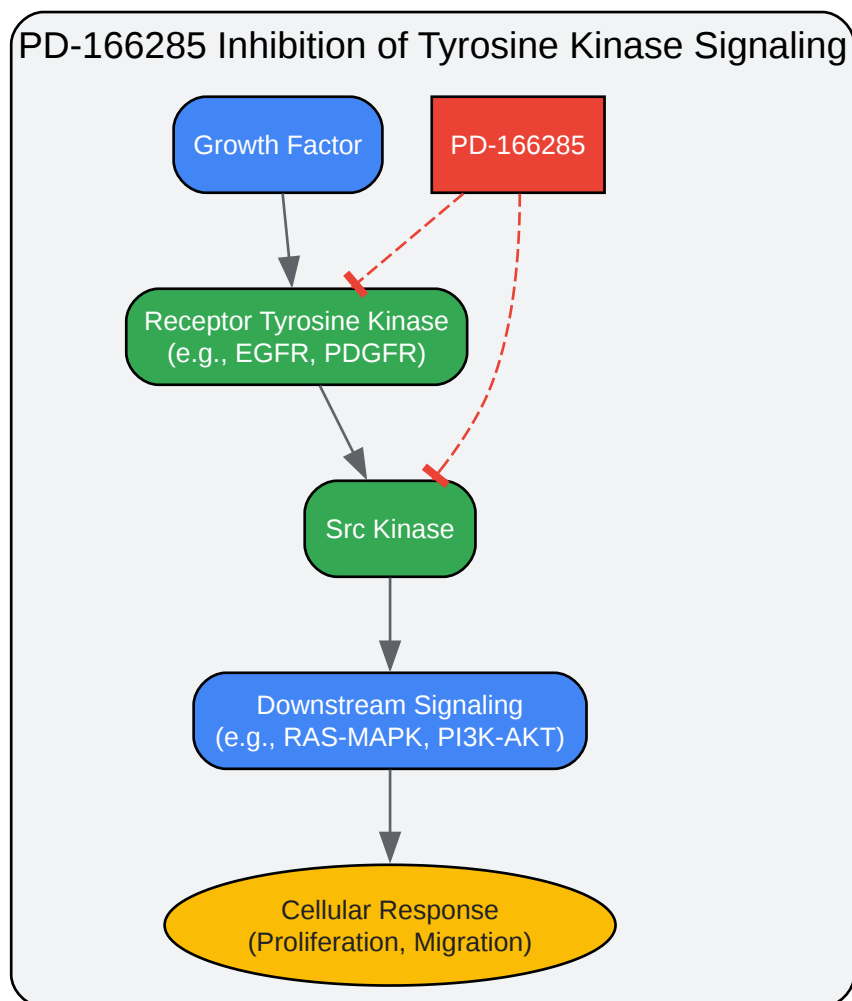 PD-166285 Inhibition of Tyrosine Kinase Signaling
Growth Factor
PD-166285
Receptor Tyrosine Kinase
(e.g., EGFR, PDGFR)
Src Kinase
Downstream Signaling
(e.g., RAS-MAPK, PI3K-AKT)
Cellular Response
(Proliferation, Migration)